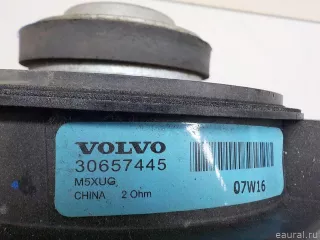 VOLVO
30657445
M5XUG
CHINA 2 Ohm
07W16
eaural.ru